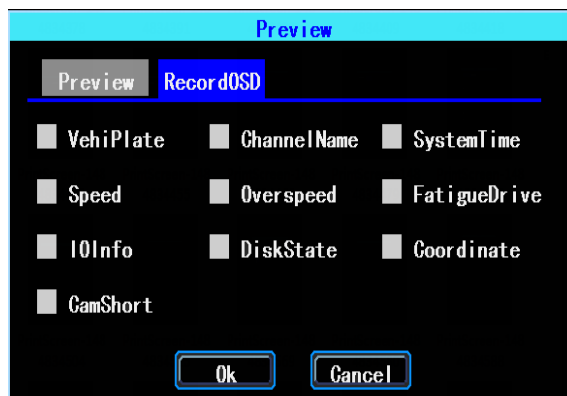 Preview
Preview RecordOSD
VehiPlate ChannelName SystemTime
Speed Overspeed FatigueDrive
IOInfo DiskState Coordinate
CamShort
Ok Cancel